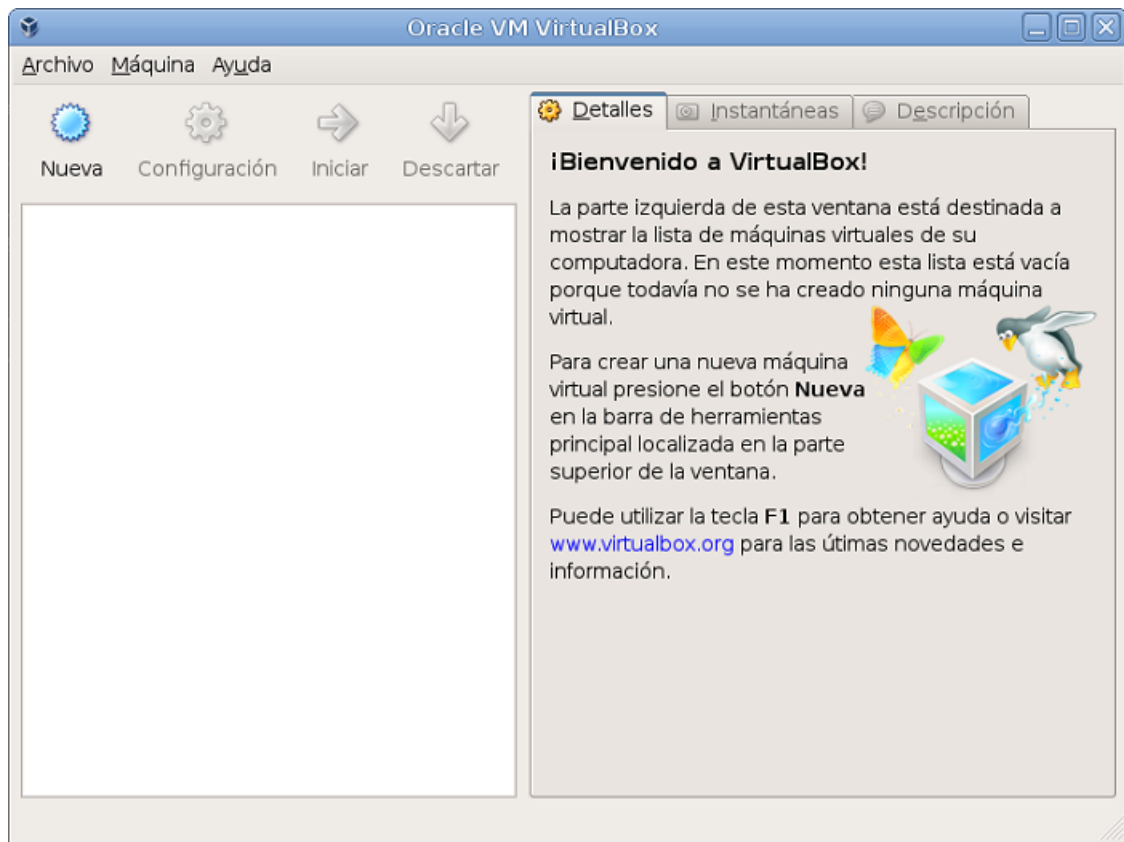 Oracle VM VirtualBox
Archivo Máquina Ayuda
Nueva Configuración Iniciar Descartar
Detalles Instantáneas Descripción
¡Bienvenido a VirtualBox!
La parte izquierda de esta ventana está destinada a
mostrar la lista de máquinas virtuales de su
computadora. En este momento esta lista está vacía
porque todavía no se ha creado ninguna máquina
virtual.
Para crear una nueva máquina
virtual presione el botón Nueva
en la barra de herramientas
principal localizada en la parte
superior de la ventana.
Puede utilizar la tecla F1 para obtener ayuda o visitar
www.virtualbox.org para las útimas novedades e
información.